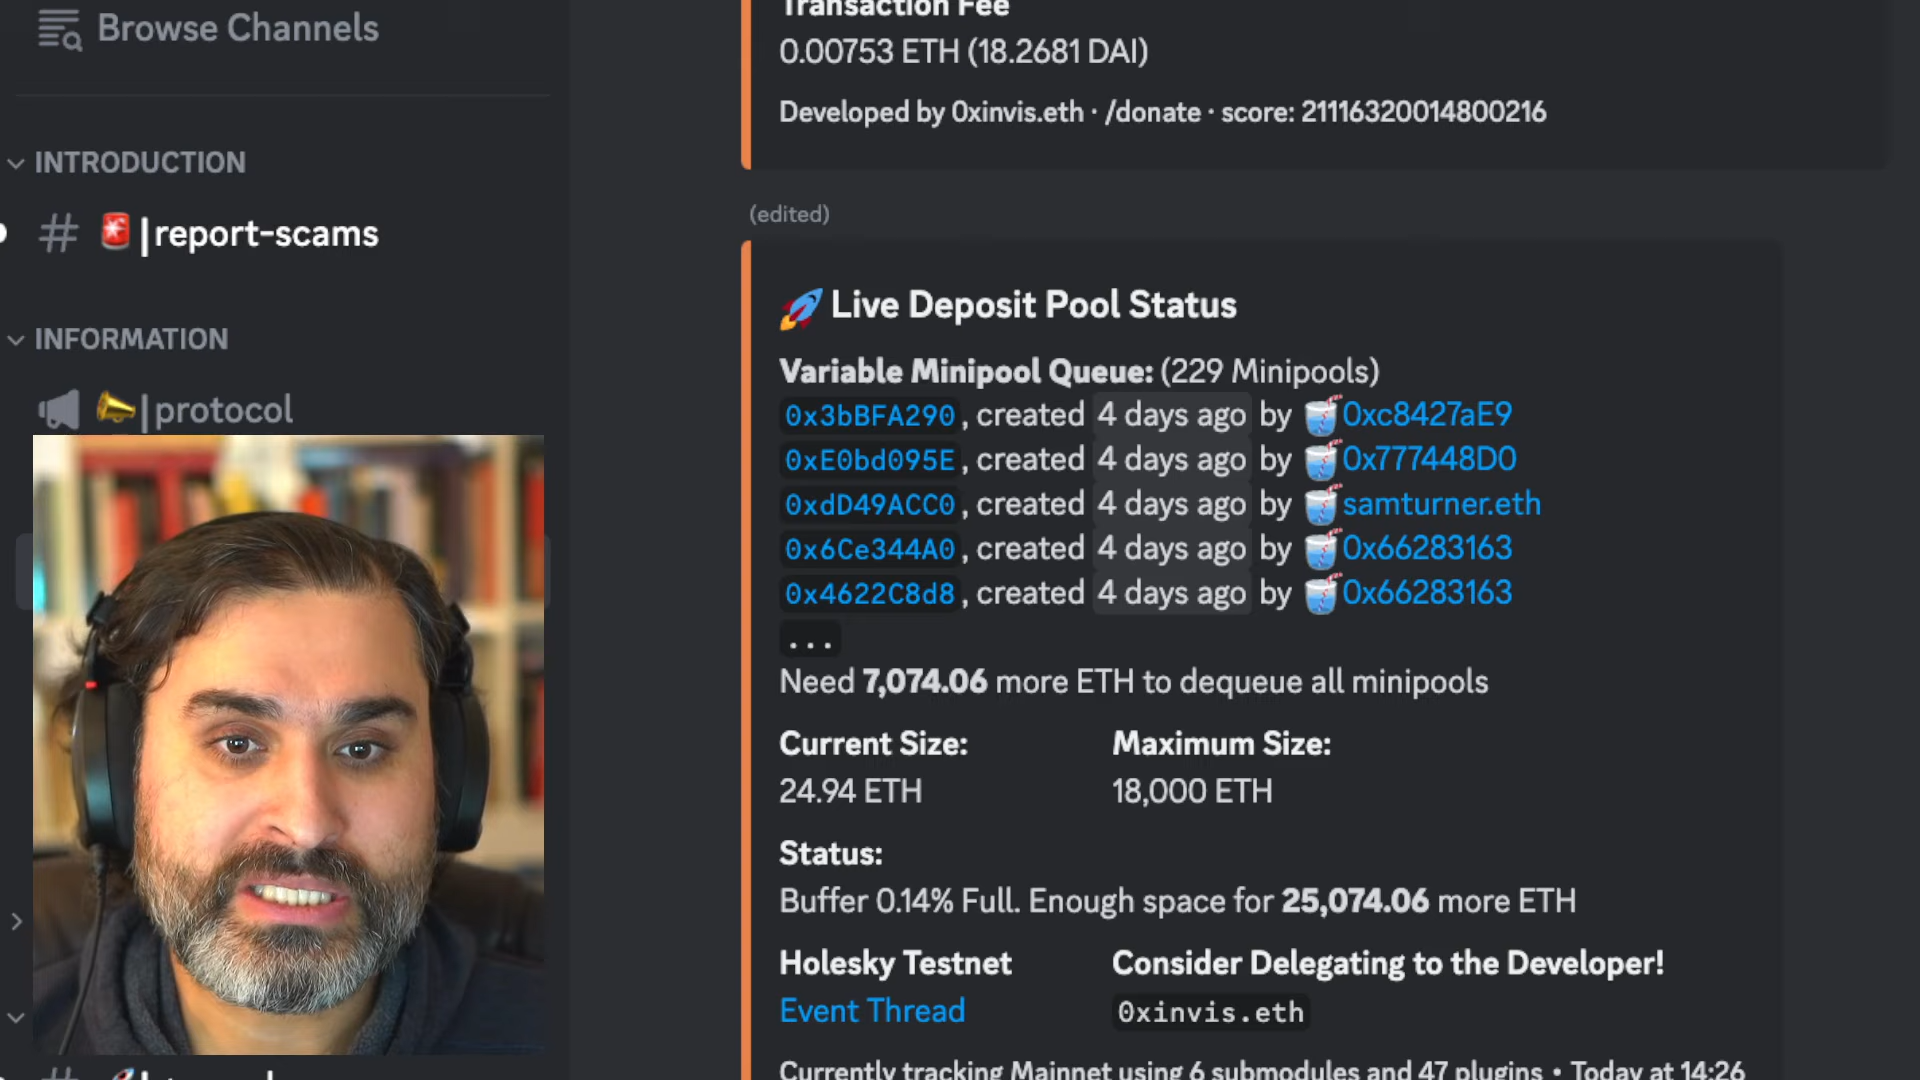 Browse Channels
INTRODUCTION
|report-scams
INFORMATION
|protocol
Transaction Fee
0.00753 ETH (18.2681 DAI)
Developed by 0xinvis.eth · /donate · score: 21116320014800216
(edited)
Live Deposit Pool Status
Variable Minipool Queue: (229 Minipools)
0x3bBFA290, created 4 days ago by 0xc8427aE9
0xE0bd095E, created 4 days ago by 0x777448D0
0xdD49ACC0, created 4 days ago by samturner.eth
0x6Ce344A0, created 4 days ago by 0x66283163
0x4622C8d8, created 4 days ago by 0x66283163
...
Need 7,074.06 more ETH to dequeue all minipools
Current Size: Maximum Size:
24.94 ETH 18,000 ETH
Status:
Buffer 0.14% Full. Enough space for 25,074.06 more ETH
Holesky Testnet Consider Delegating to the Developer!
Event Thread 0xinvis.eth
Currently tracking Mainnet using 6 submodules and 47 plugins • Today at 14:26